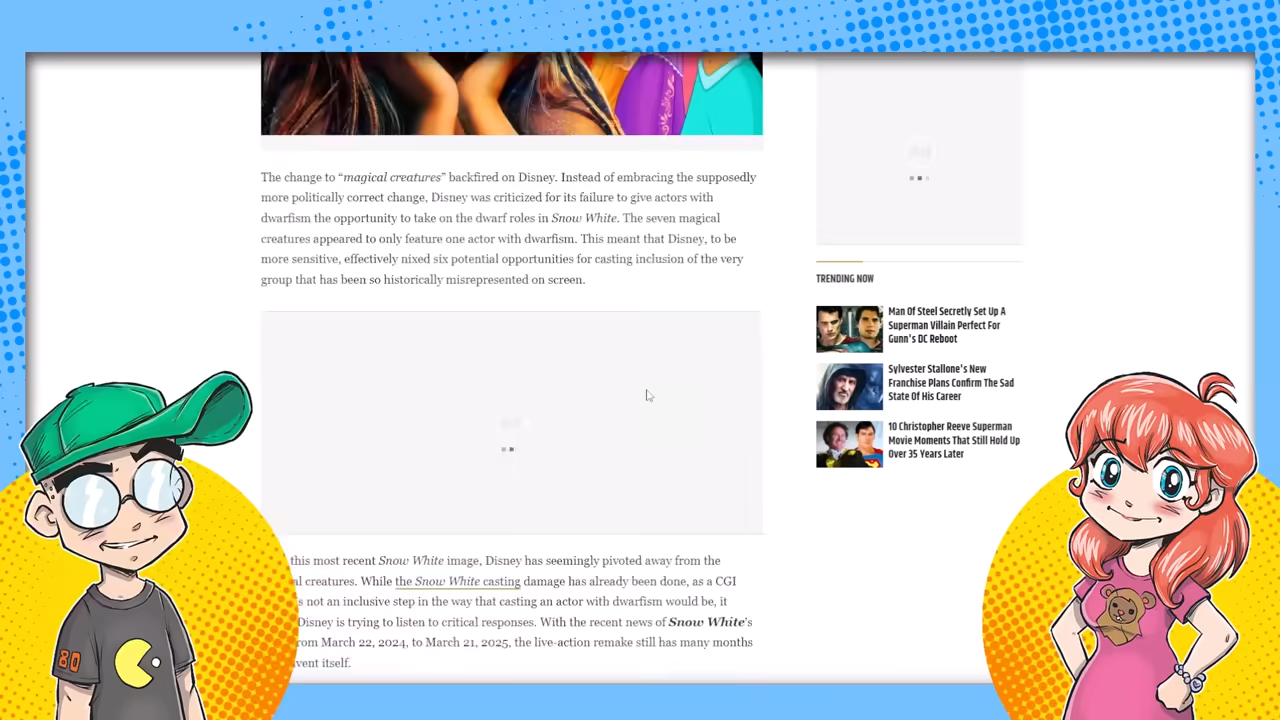 The change to “magical creatures” backfired on Disney. Instead of embracing the supposedly
more politically correct change, Disney was criticized for its failure to give actors with
dwarfism the opportunity to take on the dwarf roles in Snow White. The seven magical
creatures appeared to only feature one actor with dwarfism. This meant that Disney, to be
more sensitive, effectively nixed six potential opportunities for casting inclusion of the very
group that has been so historically misrepresented on screen.
this most recent Snow White image, Disney has seemingly pivoted away from the
creatures. While the Snow White casting damage has already been done, as a CGI
not an inclusive step in the way that casting an actor with dwarfism would be, it
Disney is trying to listen to critical responses. With the recent news of Snow White's
from March 22, 2024, to March 21, 2025, the live-action remake still has many months
itself.
TRENDING NOW
Man Of Steel Secretly Set Up A
Superman Villain Perfect For
Gunn's DC Reboot
Sylvester Stallone's New
Franchise Plans Confirm The Sad
State Of His Career
10 Christopher Reeve Superman
Movie Moments That Still Hold Up
Over 35 Years Later
80